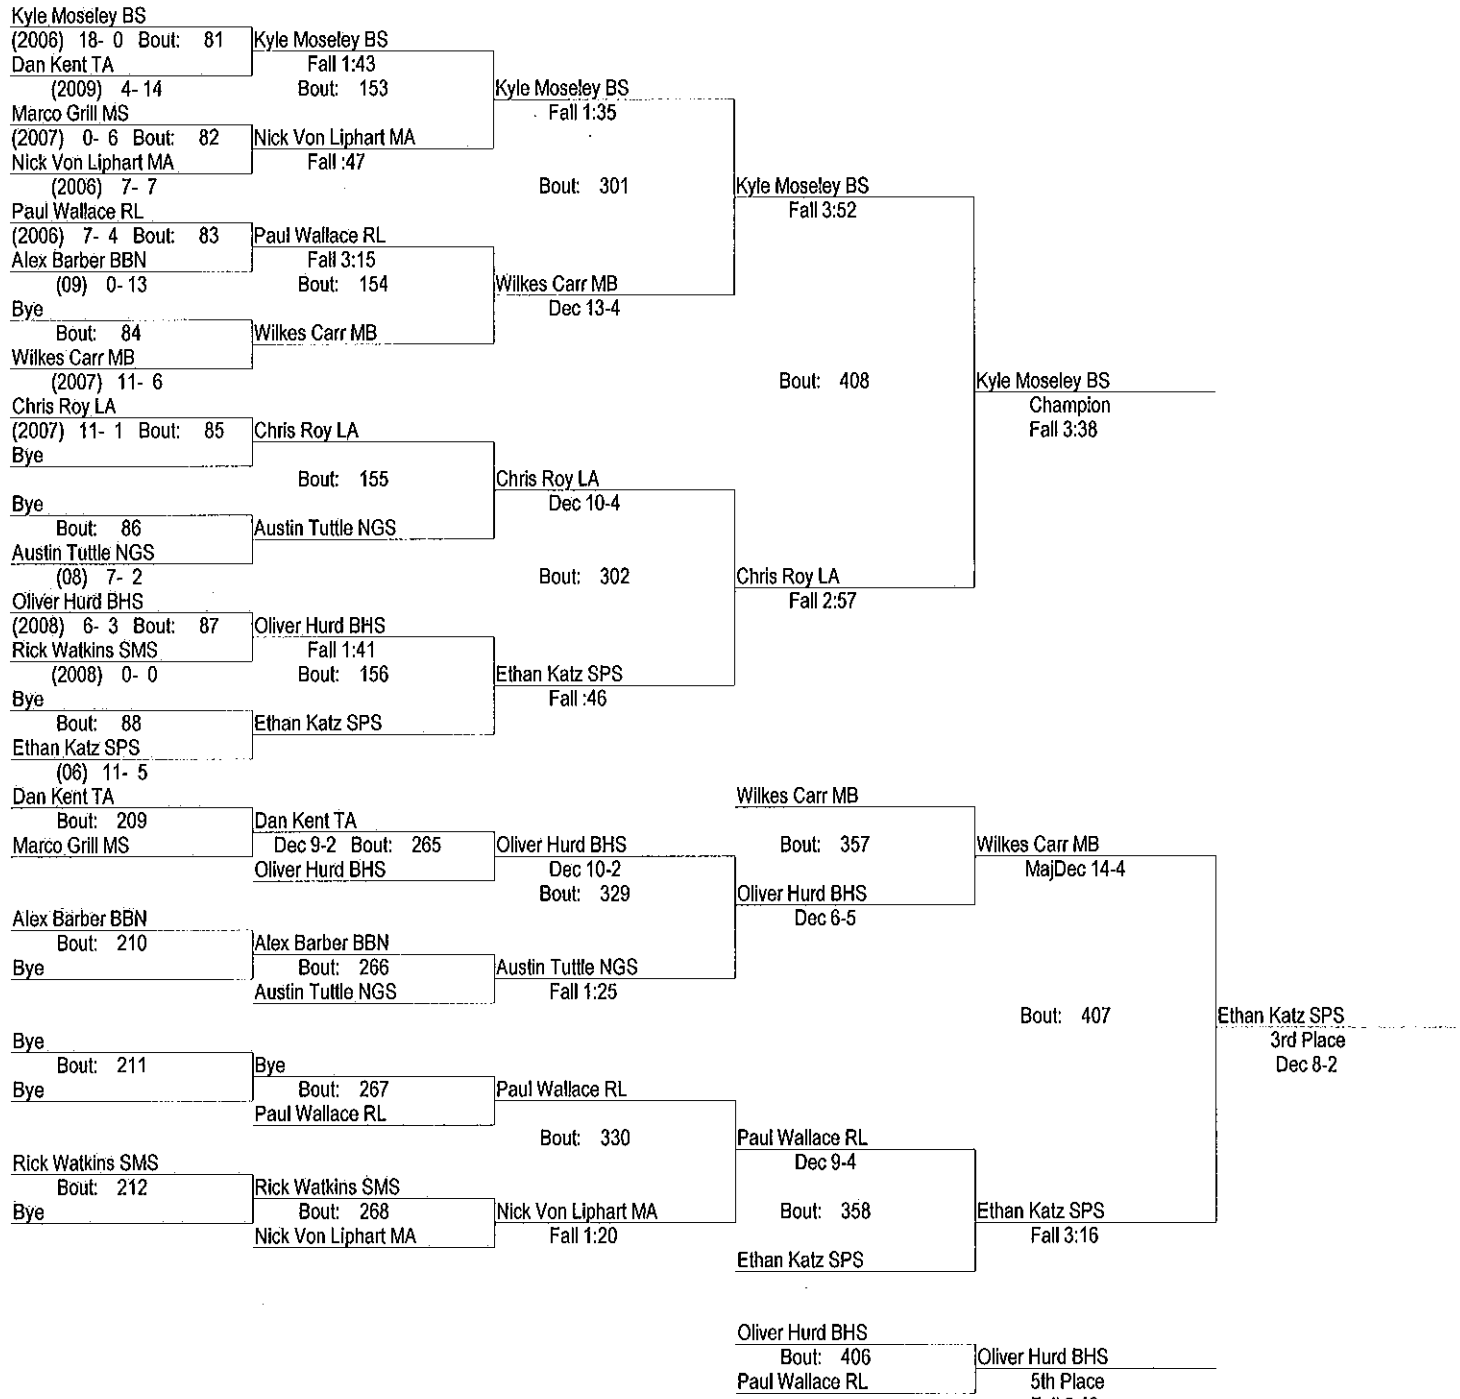 Kyle Moseley BS
(2006) 18- 0 Bout: 81
Dan Kent TA
(2009) 4- 14
Marco Grill MS
(2007) 0- 6 Bout: 82
Nick Von Liphart MA
(2006) 7- 7
Paul Wallace RL
(2006) 7- 4 Bout: 83
Alex Barber BBN
(09) 0- 13
Bye
Bout: 84
Wilkes Carr MB
(2007) 11- 6
Chris Roy LA
(2007) 11- 1 Bout: 85
Bye
Bye
Bout: 86
Austin Tuttle NGS
(08) 7- 2
Oliver Hurd BHS
(2008) 6- 3 Bout: 87
Rick Watkins SMS
(2008) 0- 0
Bye
Bout: 88
Ethan Katz SPS
(06) 11- 5
Kyle Moseley BS
Fall 1:43
Bout: 153
Nick Von Liphart MA
Fall :47
Paul Wallace RL
Fall 3:15
Bout: 154
Wilkes Carr MB
Chris Roy LA
Bout: 155
Austin Tuttle NGS
Oliver Hurd BHS
Fall 1:41
Bout: 156
Ethan Katz SPS
Kyle Moseley BS
Fall 1:35
Bout: 301
Wilkes Carr MB
Dec 13-4
Chris Roy LA
Dec 10-4
Bout: 302
Ethan Katz SPS
Fall :46
Kyle Moseley BS
Fall 3:52
Bout: 408
Chris Roy LA
Fall 2:57
Kyle Moseley BS
Champion
Fall 3:38
Dan Kent TA
Bout: 209
Marco Grill MS
Alex Barber BBN
Bout: 210
Bye
Bye
Bout: 211
Bye
Rick Watkins SMS
Bout: 212
Bye
Dan Kent TA
Dec 9-2 Bout: 265
Oliver Hurd BHS
Alex Barber BBN
Bout: 266
Austin Tuttle NGS
Bye
Bout: 267
Paul Wallace RL
Rick Watkins SMS
Bout: 268
Nick Von Liphart MA
Oliver Hurd BHS
Dec 10-2
Bout: 329
Austin Tuttle NGS
Fall 1:25
Paul Wallace RL
Bout: 330
Nick Von Liphart MA
Fall 1:20
Wilkes Carr MB
Bout: 357
Oliver Hurd BHS
Dec 6-5
Paul Wallace RL
Dec 9-4
Bout: 358
Ethan Katz SPS
Wilkes Carr MB
MajDec 14-4
Bout: 407
Ethan Katz SPS
Fall 3:16
Ethan Katz SPS
3rd Place
Dec 8-2
Oliver Hurd BHS
Bout: 406
Paul Wallace RL
Oliver Hurd BHS
5th Place